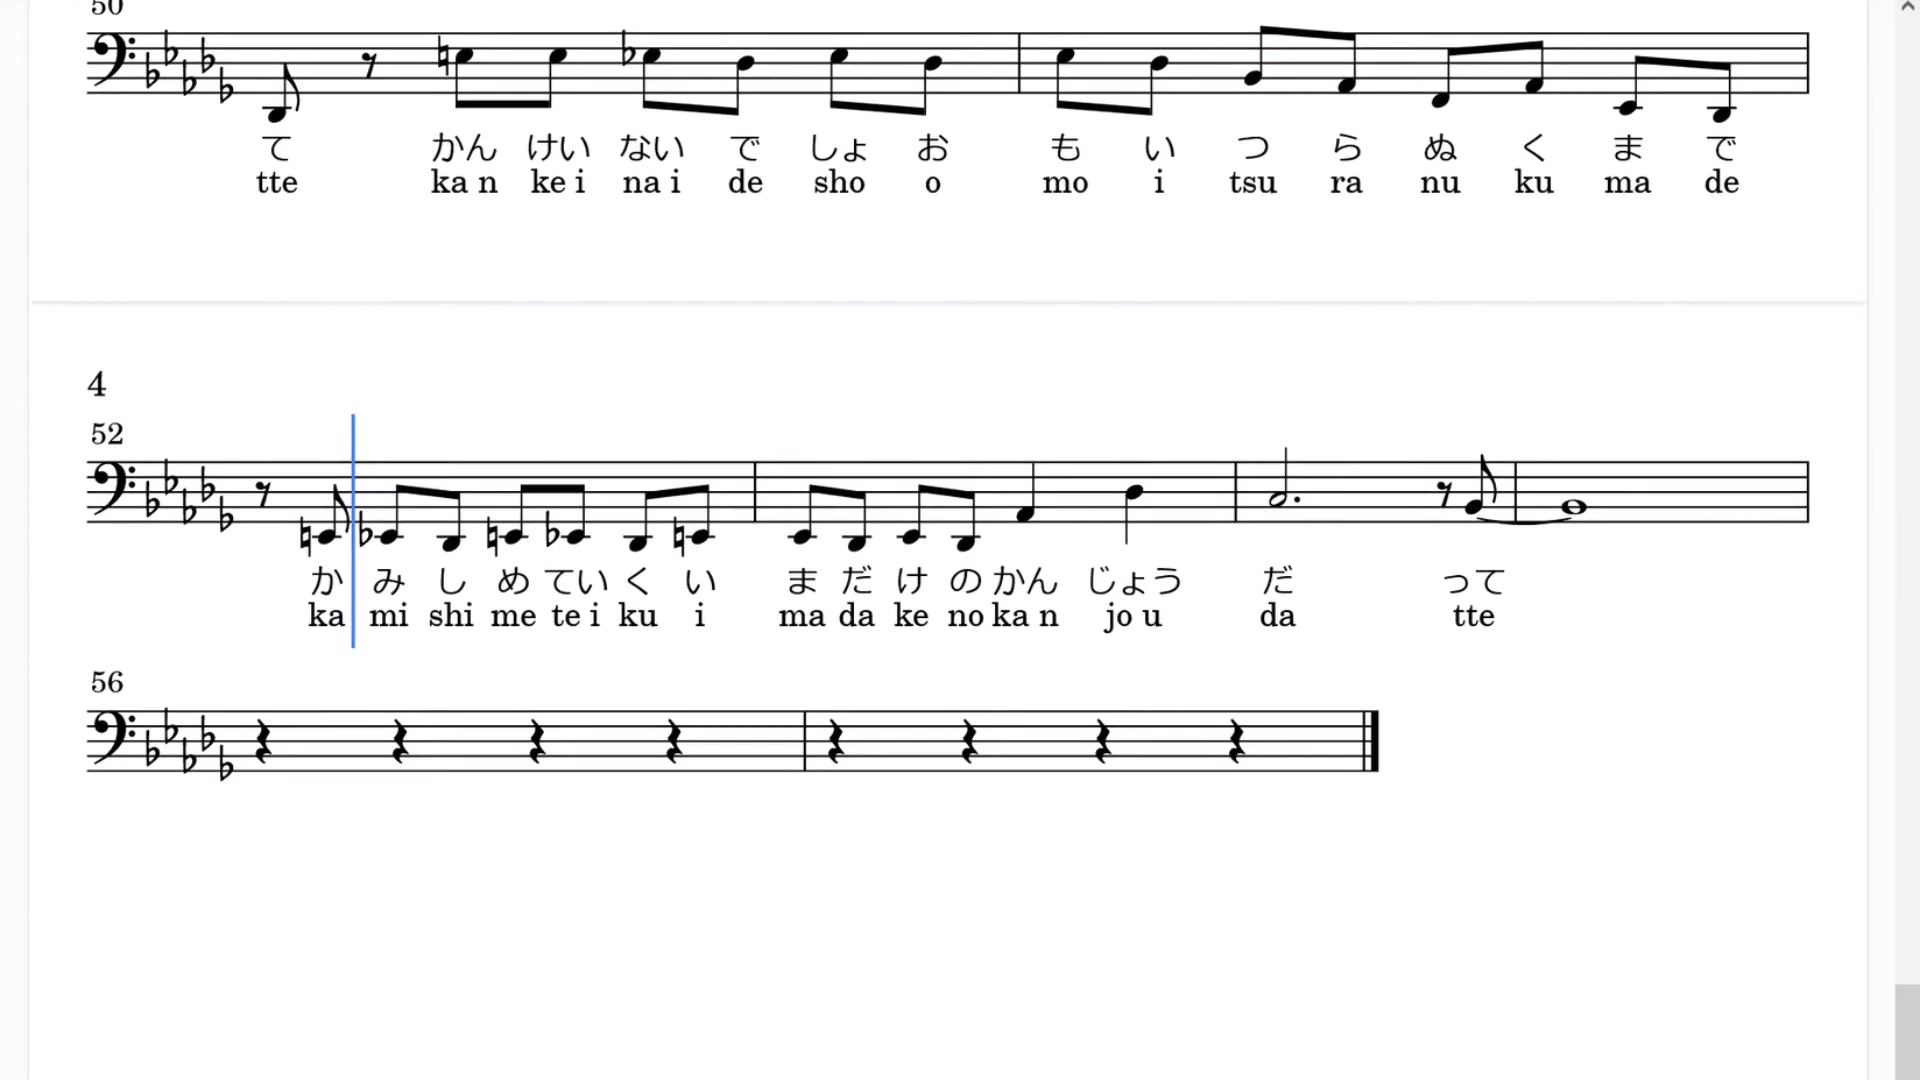 50
て かん けい ない で しょ お も い つ ら ぬ く ま で
tte ka n ke i na i de sho o mo i tsu ra nu ku ma de
4
52
か み し め てい く い ま だ け の かん じょう だ って
ka mi shi me te i ku i ma da ke no ka n jo u da tte
56